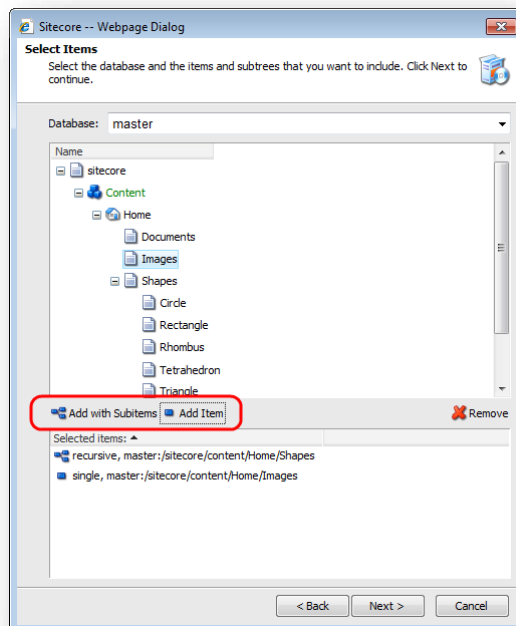 Sitecore -- Webpage Dialog
Select Items
Select the database and the items and subtrees that you want to include. Click Next to
continue.
Database: master
Name
sitecore
Content
Home
Documents
Images
Shapes
Circle
Rectangle
Rhombus
Tetrahedron
Triangle
Add with Subitems Add Item Remove
Selected items:
recursive, master:/sitecore/content/Home/Shapes
single, master:/sitecore/content/Home/Images
< Back Next > Cancel